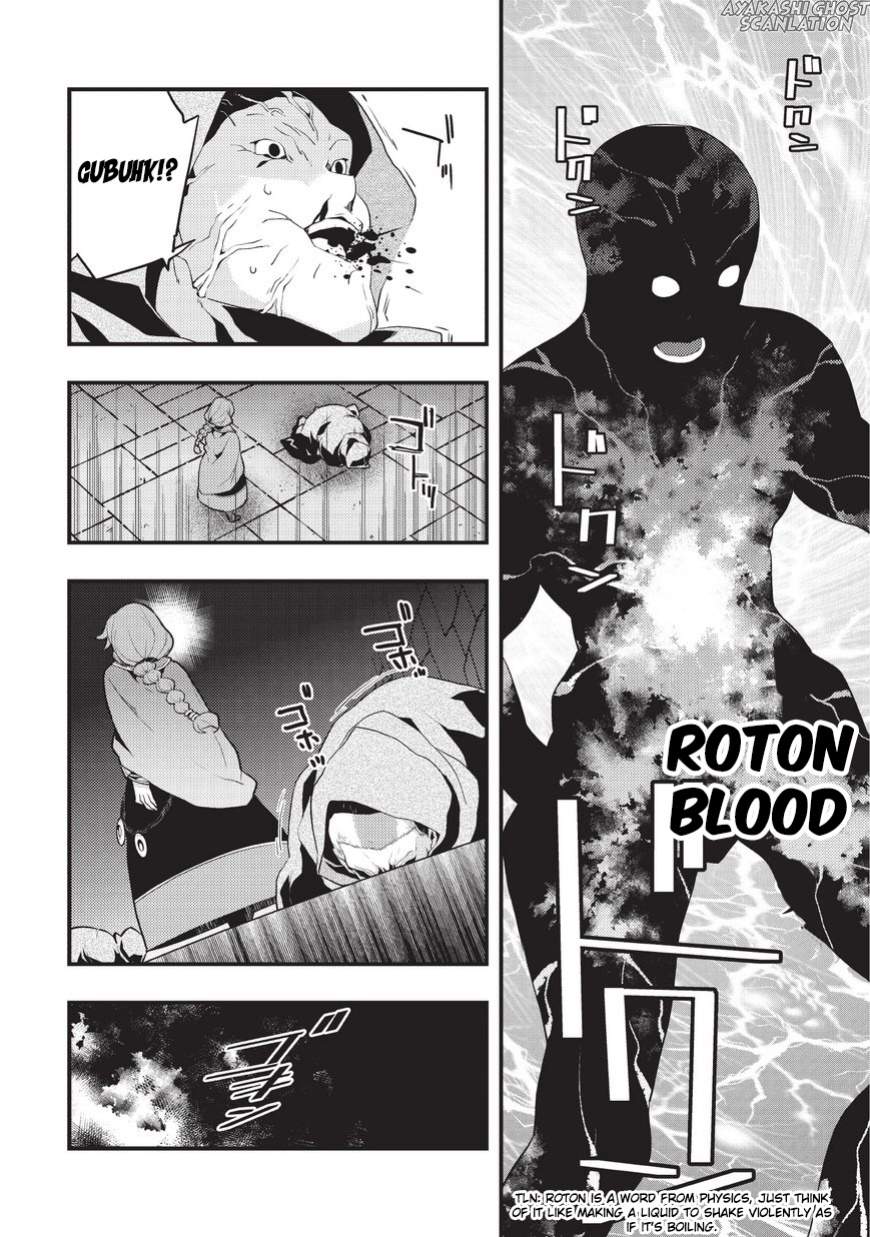 AYAKASHI GHOST
SCANLATION
ドクン
ドクン
ドクン
ROTON
BLOOD
ドクン
TLN: ROTON IS A WORD FROM PHYSICS, JUST THINK
OF IT LIKE MAKING A LIQUID TO SHAKE VIOLENTLY AS
IF IT'S BOILING.
GUBUHK!?
ゴゴトッ
ゴホ
ゴホッ